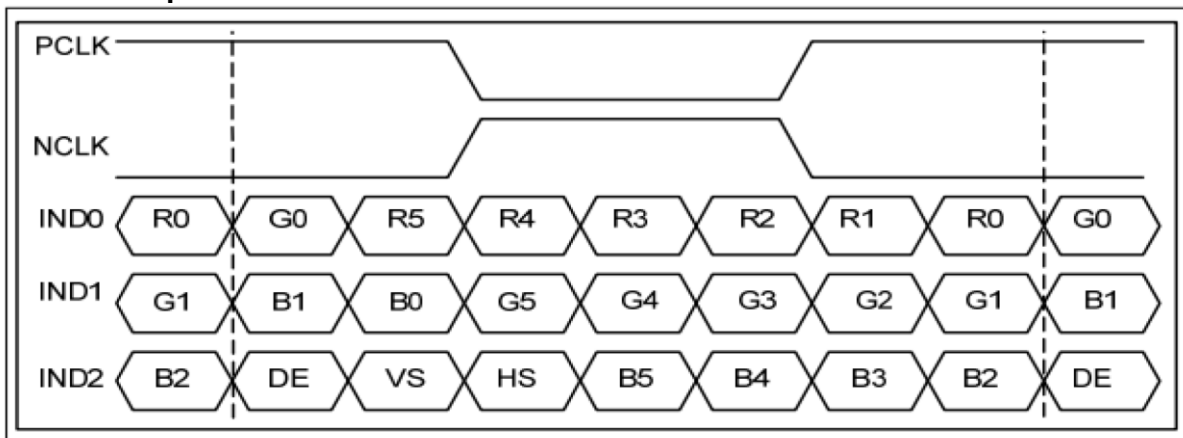 PCLK
NCLK
IND0 R0 G0 R5 R4 R3 R2 R1 R0 G0
IND1 G1 B1 B0 G5 G4 G3 G2 G1 B1
IND2 B2 DE VS HS B5 B4 B3 B2 DE